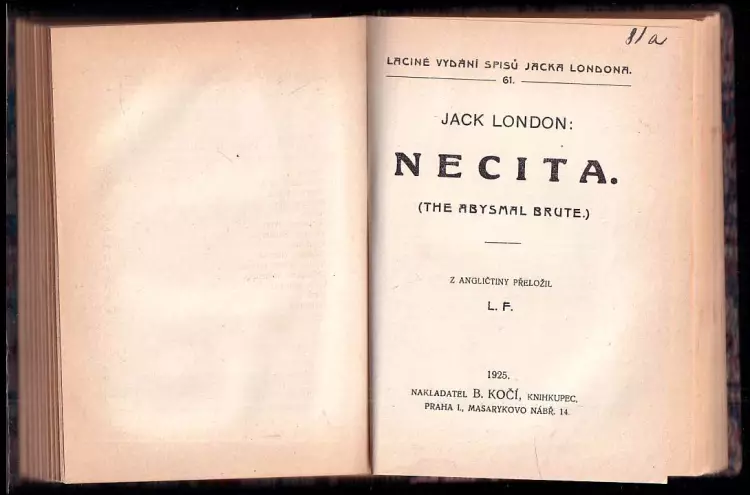 81a
LACINÉ VYDÁNÍ SPISŮ JACKA LONDONA.
61.
JACK LONDON:
NECITA.
(THE ABYSMAL BRUTE.)
Z ANGLIČTINY PŘELOŽIL
L. F.
1925.
NAKLADATEL B. KOČÍ, KNIHKUPEC,
PRAHA I., MASARYKOVO NÁBŘ. 14.